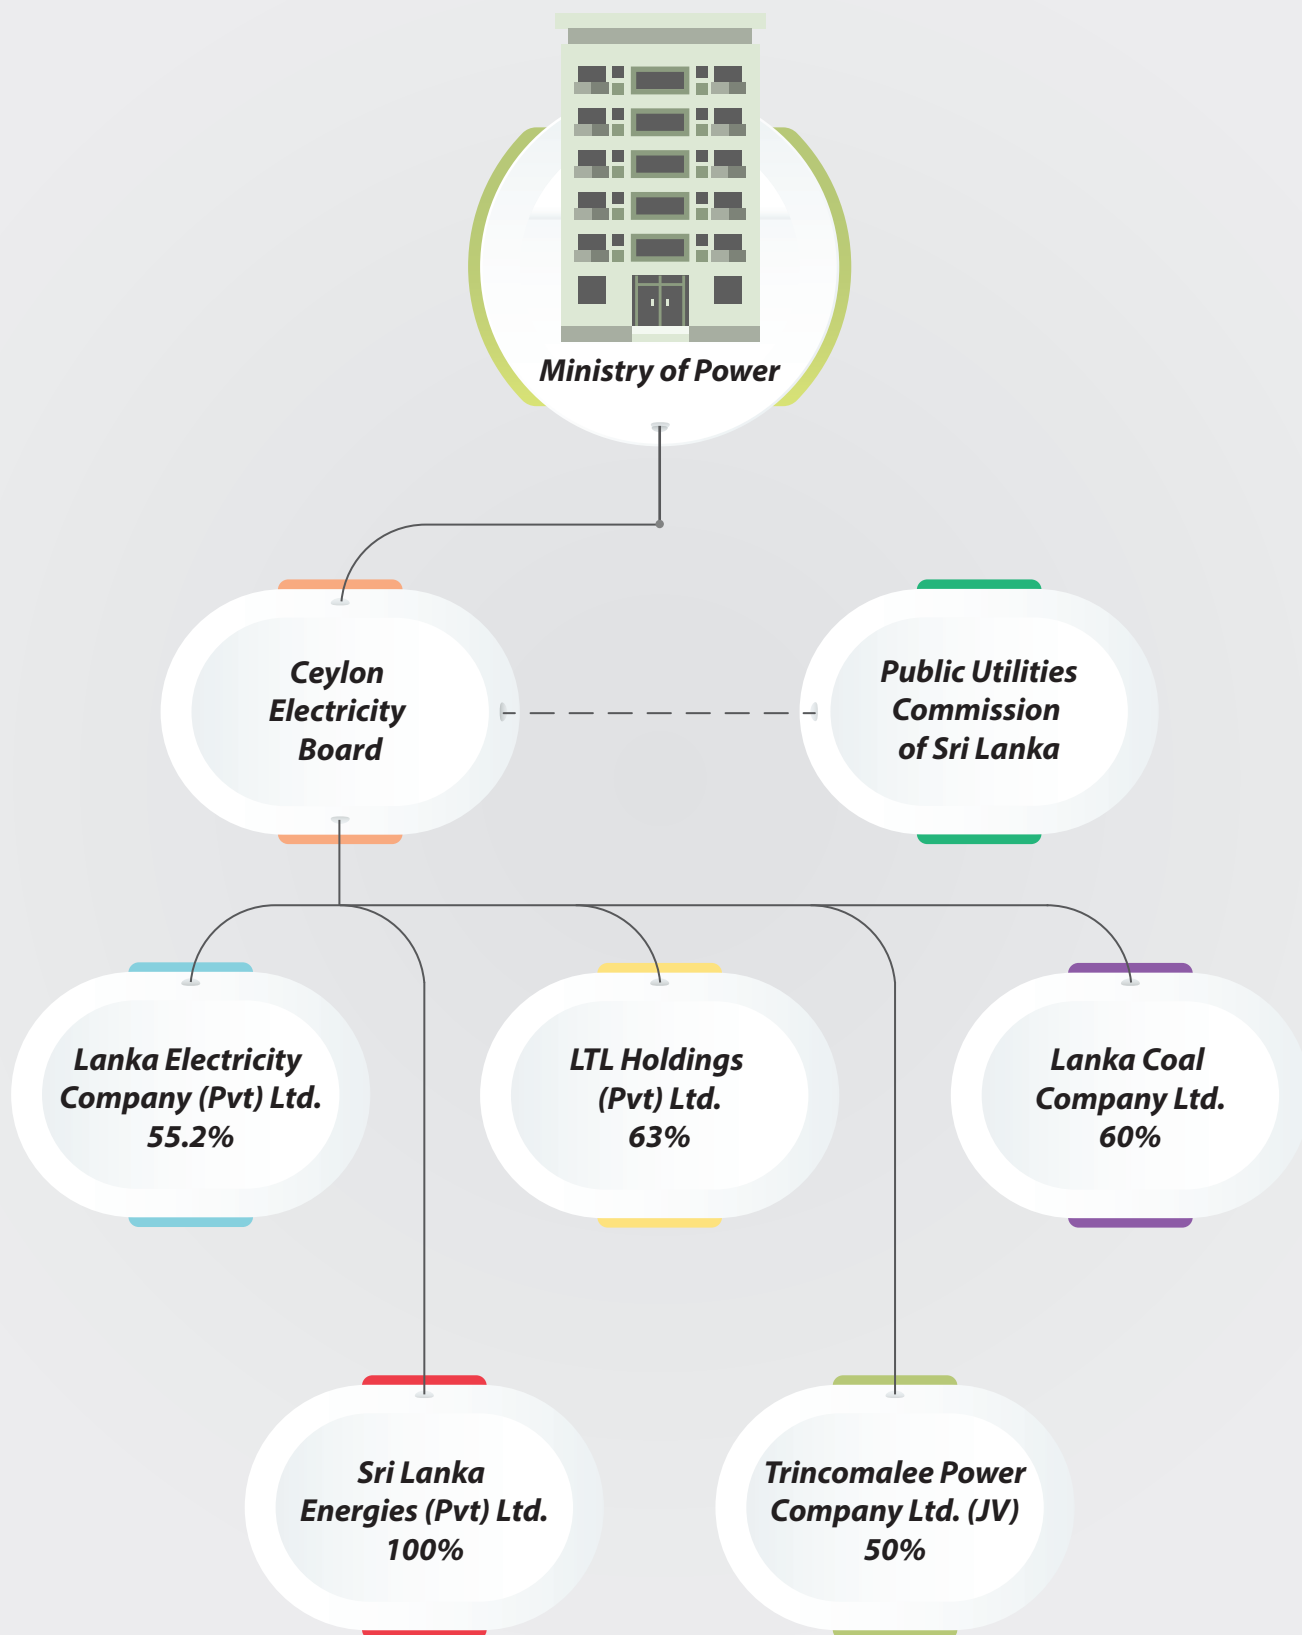 Ministry of Power
Ceylon
Electricity
Board
Public Utilities
Commission
of Sri Lanka
Lanka Electricity
Company (Pvt) Ltd.
55.2%
LTL Holdings
(Pvt) Ltd.
63%
Lanka Coal
Company Ltd.
60%
Sri Lanka
Energies (Pvt) Ltd.
100%
Trincomalee Power
Company Ltd. (JV)
50%